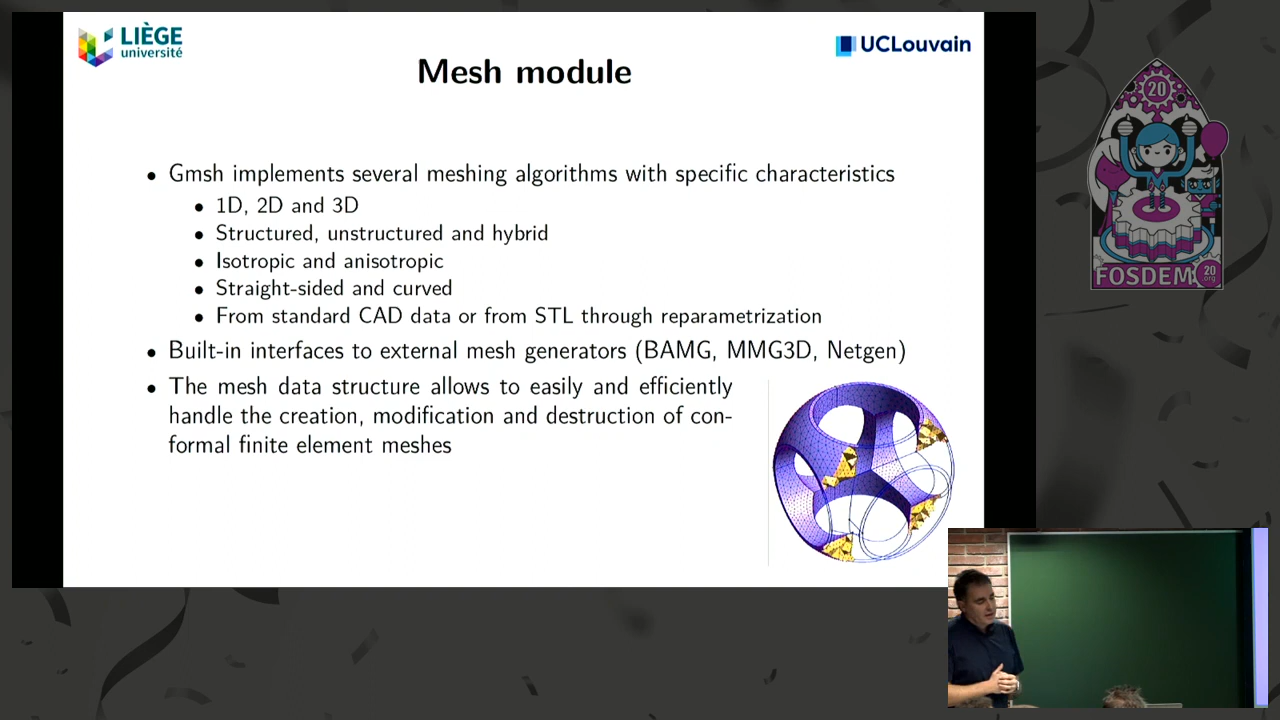 LIÈGE
université
UCLouvain
Mesh module
• Gmsh implements several meshing algorithms with specific characteristics
• 1D, 2D and 3D
• Structured, unstructured and hybrid
• Isotropic and anisotropic
• Straight-sided and curved
• From standard CAD data or from STL through reparametrization
• Built-in interfaces to external mesh generators (BAMG, MMG3D, Netgen)
• The mesh data structure allows to easily and efficiently
handle the creation, modification and destruction of con-
formal finite element meshes
20
FOSDEM
20
.org